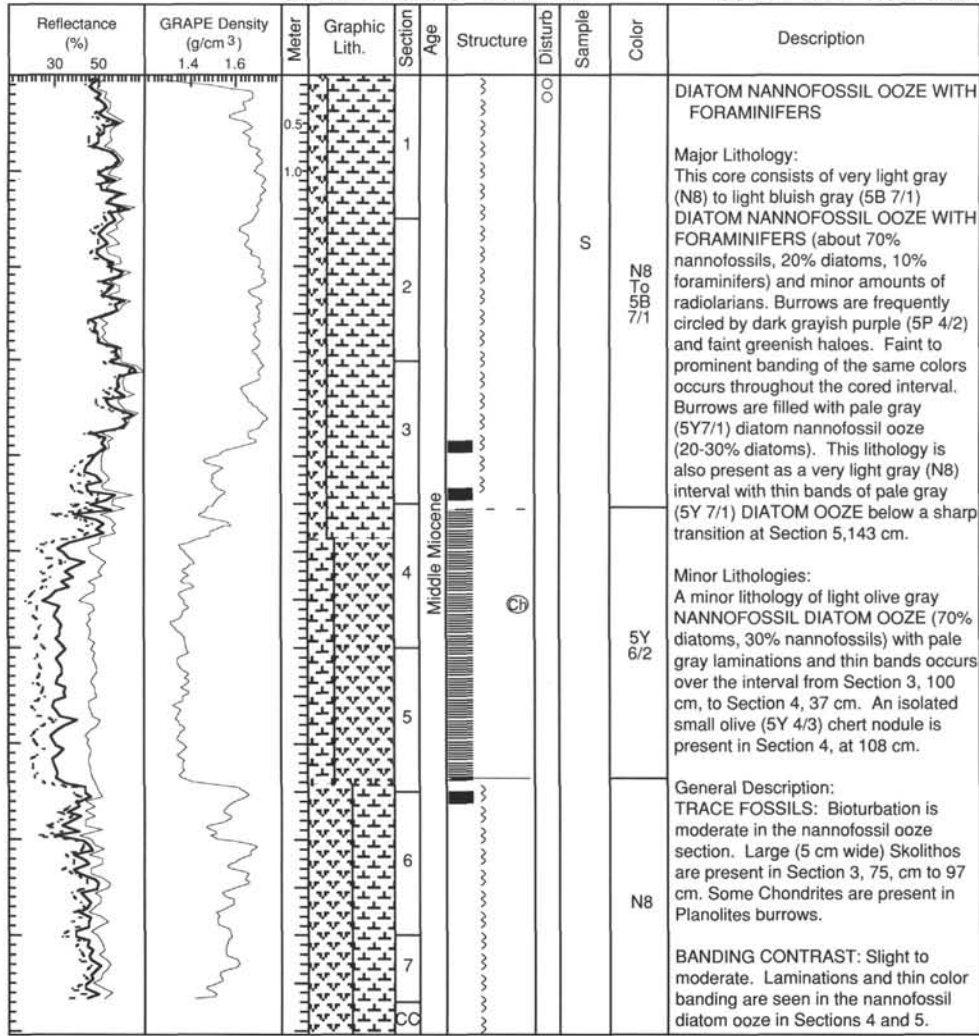 Reflectance
(%)
30 50
GRAPE Density
(g/cm 3)
1.4 1.6
Meter
Graphic
Lith.
Section
Age
Structure
Disturb
Sample
Color
Description
0.5
1.0
1
2
3
4
5
6
7
CC
Middle Miocene
Ch
S
N8
To
5B
7/1
5Y
6/2
N8
DIATOM NANNOFOSSIL OOZE WITH
FORAMINIFERS
Major Lithology:
This core consists of very light gray
(N8) to light bluish gray (5B 7/1)
DIATOM NANNOFOSSIL OOZE WITH
FORAMINIFERS (about 70%
nannofossils, 20% diatoms, 10%
foraminifers) and minor amounts of
radiolarians. Burrows are frequently
circled by dark grayish purple (5P 4/2)
and faint greenish haloes. Faint to
prominent banding of the same colors
occurs throughout the cored interval.
Burrows are filled with pale gray
(5Y7/1) diatom nannofossil ooze
(20-30% diatoms). This lithology is
also present as a very light gray (N8)
interval with thin bands of pale gray
(5Y 7/1) DIATOM OOZE below a sharp
transition at Section 5,143 cm.
Minor Lithologies:
A minor lithology of light olive gray
NANNOFOSSIL DIATOM OOZE (70%
diatoms, 30% nannofossils) with pale
gray laminations and thin bands occurs
over the interval from Section 3, 100
cm, to Section 4, 37 cm. An isolated
small olive (5Y 4/3) chert nodule is
present in Section 4, at 108 cm.
General Description:
TRACE FOSSILS: Bioturbation is
moderate in the nannofossil ooze
section. Large (5 cm wide) Skolithos
are present in Section 3, 75, cm to 97
cm. Some Chondrites are present in
Planolites burrows.
BANDING CONTRAST: Slight to
moderate. Laminations and thin color
banding are seen in the nannofossil
diatom ooze in Sections 4 and 5.